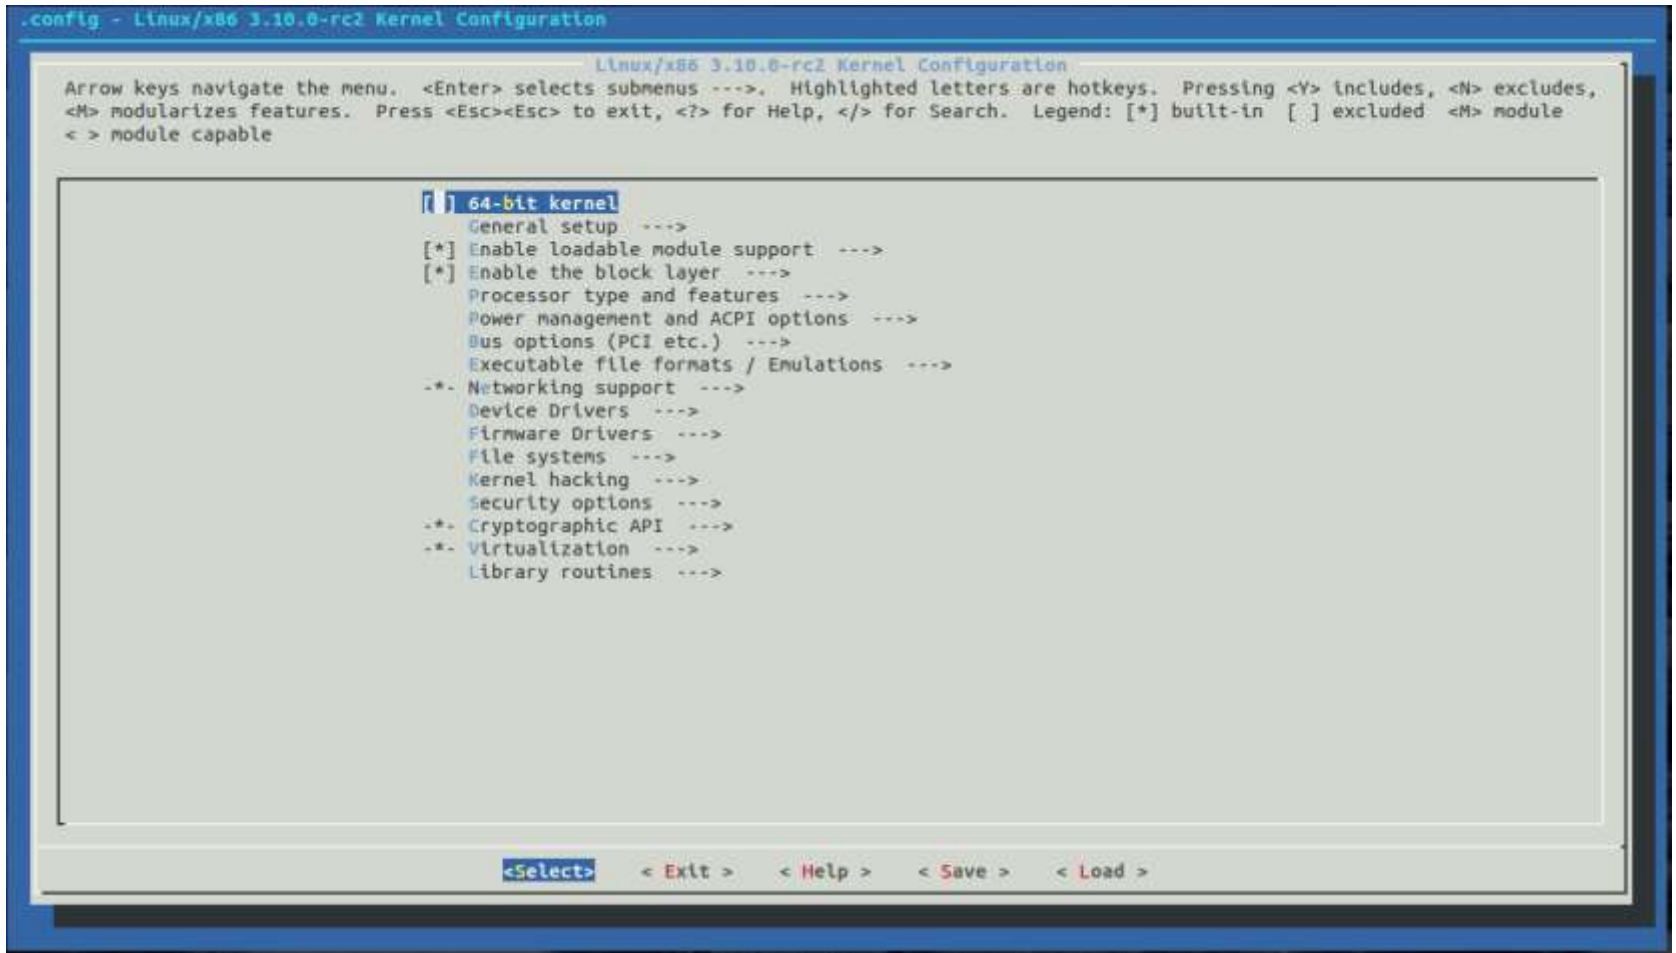 .config - Linux/x86 3.10.0-rc2 Kernel Configuration
Linux/x86 3.10.0-rc2 Kernel Configuration
Arrow keys navigate the menu.  <Enter> selects submenus --->.  Highlighted letters are hotkeys.  Pressing <Y> includes, <N> excludes,
<M> modularizes features.  Press <Esc><Esc> to exit, <?> for Help, </> for Search.  Legend: [*] built-in  [ ] excluded  <M> module
< > module capable
[ ] 64-bit kernel
General setup  --->
[*] Enable loadable module support  --->
[*] Enable the block layer  --->
Processor type and features  --->
Power management and ACPI options  --->
Bus options (PCI etc.)  --->
Executable file formats / Emulations  --->
-*- Networking support  --->
Device Drivers  --->
Firmware Drivers  --->
File systems  --->
Kernel hacking  --->
Security options  --->
-*- Cryptographic API  --->
-*- Virtualization  --->
Library routines  --->
<Select>    < Exit >    < Help >    < Save >    < Load >